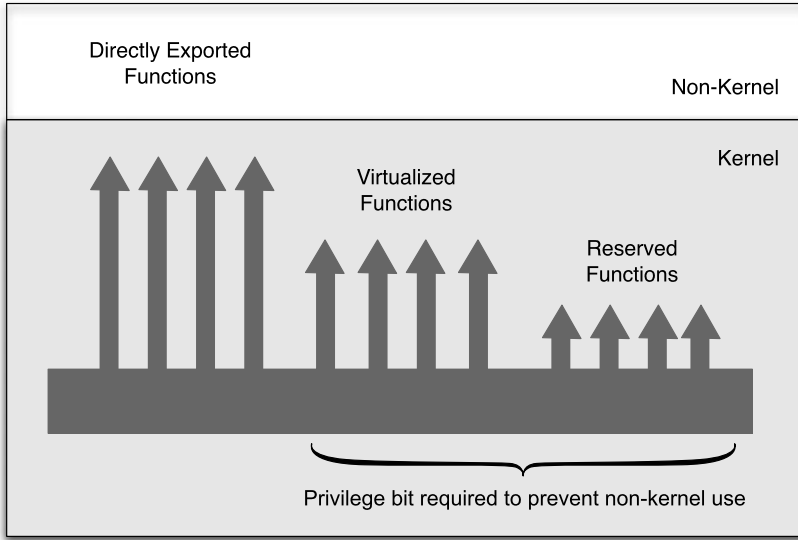 Directly Exported
Functions
Non-Kernel
Kernel
Virtualized
Functions
Reserved
Functions
Privilege bit required to prevent non-kernel use